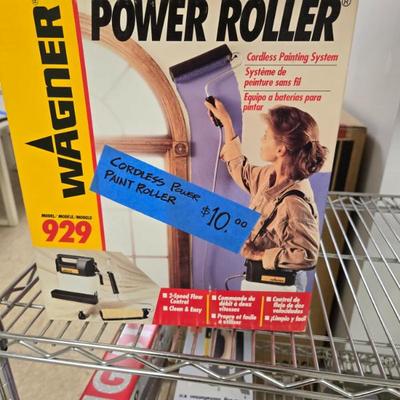 WAGNER®
POWER ROLLER®
Cordless Painting System
Système de
peinture sans fil
Equipo a baterías para
pintar
CORDLESS POWER
PAINT ROLLER
$10.00
MODEL/MODÈLE/MODELO
929
2-Speed Flow
Control
Clean & Easy
Commande du
débit à deux
vitesses
Propre et facile
à utiliser
Control de
flujo de dos
velocidades
¡Limpio y fácil!